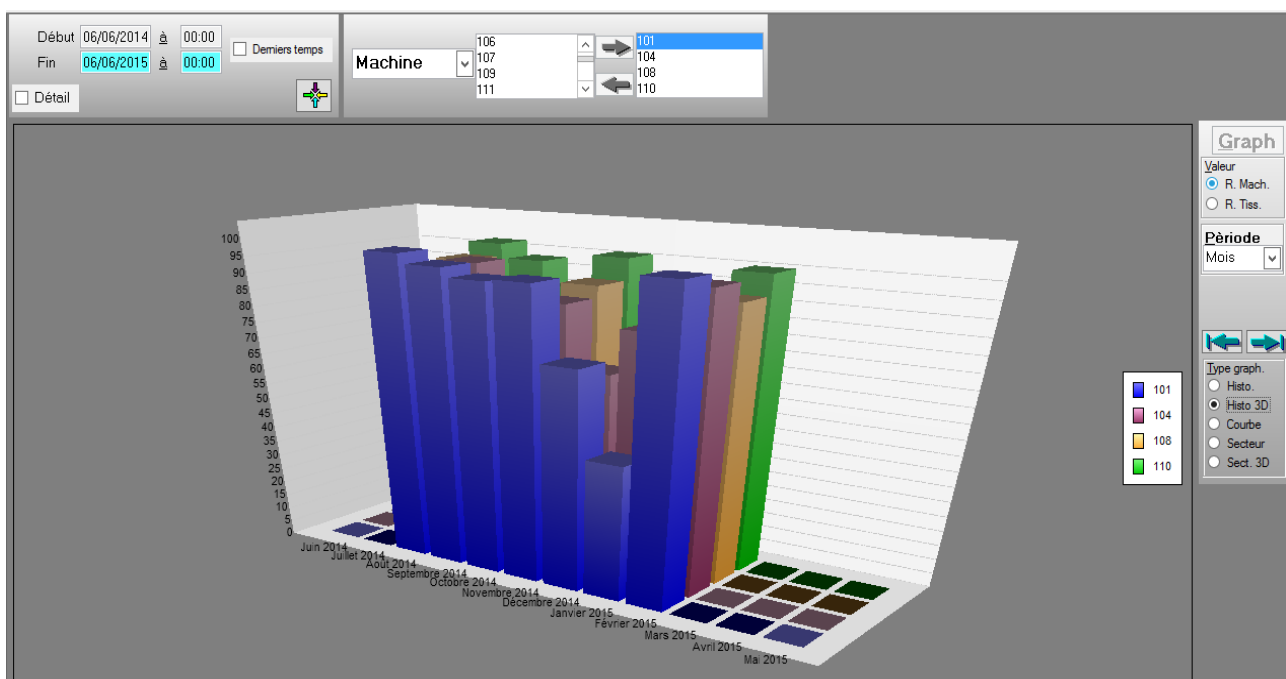 Début 06/06/2014 à 00:00
Fin 06/06/2015 à 00:00
Derniers temps
Détail
Machine
106
107
109
111
101
104
108
110
Graph
Valeur
R. Mach.
R. Tiss.
Pèriode
Mois
Type graph.
Histo.
Histo 3D
Courbe
Secteur
Sect. 3D
100
95
90
85
80
75
70
65
60
55
50
45
40
35
30
25
20
15
10
5
0
Juin 2014
Juillet 2014
Août 2014
Septembre 2014
Octobre 2014
Novembre 2014
Décembre 2014
Janvier 2015
Février 2015
Mars 2015
Avril 2015
Mai 2015
101
104
108
110